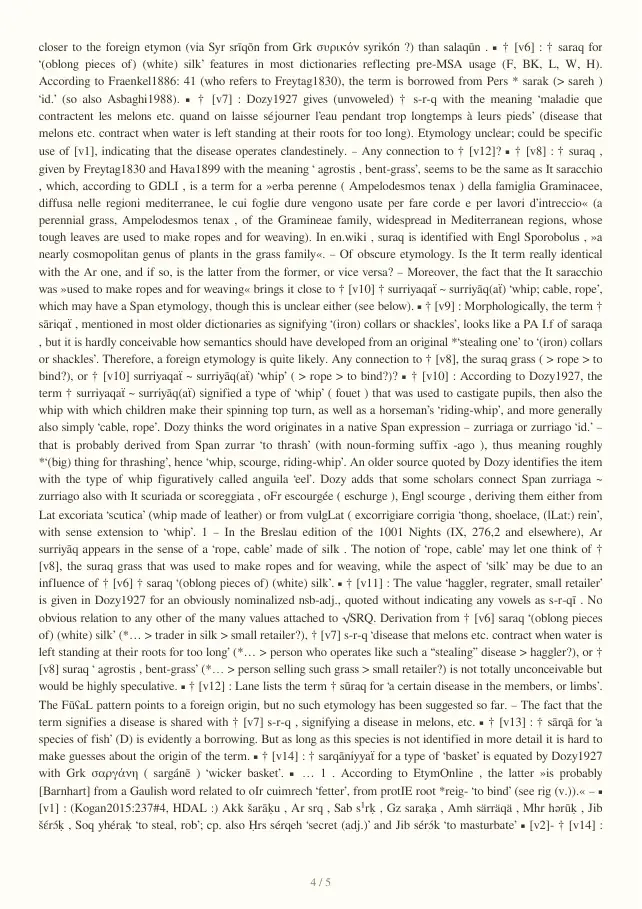 closer to the foreign etymon (via Syr srīqōn from Grk συρικόν syrikón ?) than salaqūn . ▪ † [v6] : † saraq for
‘(oblong pieces of) (white) silk’ features in most dictionaries reflecting pre-MSA usage (F, BK, L, W, H).
According to Fraenkel1886: 41 (who refers to Freytag1830), the term is borrowed from Pers * sarak (> sareh )
‘id.’ (so also Asbaghi1988). ▪ † [v7] : Dozy1927 gives (unvoweled) † s-r-q with the meaning ‘maladie que
contractent les melons etc. quand on laisse séjourner l’eau pendant trop longtemps à leurs pieds’ (disease that
melons etc. contract when water is left standing at their roots for too long). Etymology unclear; could be specific
use of [v1], indicating that the disease operates clandestinely. – Any connection to † [v12]? ▪ † [v8] : † suraq ,
given by Freytag1830 and Hava1899 with the meaning ‘ agrostis , bent-grass’, seems to be the same as It saracchio
, which, according to GDLI , is a term for a »erba perenne ( Ampelodesmos tenax ) della famiglia Graminacee,
diffusa nelle regioni mediterranee, le cui foglie dure vengono usate per fare corde e per lavori d’intreccio« (a
perennial grass, Ampelodesmos tenax , of the Gramineae family, widespread in Mediterranean regions, whose
tough leaves are used to make ropes and for weaving). In en.wiki , suraq is identified with Engl Sporobolus , »a
nearly cosmopolitan genus of plants in the grass family«. – Of obscure etymology. Is the It term really identical
with the Ar one, and if so, is the latter from the former, or vice versa? – Moreover, the fact that the It saracchio
was »used to make ropes and for weaving« brings it close to † [v10] † surriyaqaẗ ~ surriyāq(aẗ) ‘whip; cable, rope’,
which may have a Span etymology, though this is unclear either (see below). ▪ † [v9] : Morphologically, the term †
sāriqaẗ , mentioned in most older dictionaries as signifying ‘(iron) collars or shackles’, looks like a PA I.f of saraqa
, but it is hardly conceivable how semantics should have developed from an original *‘stealing one’ to ‘(iron) collars
or shackles’. Therefore, a foreign etymology is quite likely. Any connection to † [v8], the suraq grass ( > rope > to
bind?), or † [v10] surriyaqaẗ ~ surriyāq(aẗ) ‘whip’ ( > rope > to bind?)? ▪ † [v10] : According to Dozy1927, the
term † surriyaqaẗ ~ surriyāq(aẗ) signified a type of ‘whip’ ( fouet ) that was used to castigate pupils, then also the
whip with which children make their spinning top turn, as well as a horseman’s ‘riding-whip’, and more generally
also simply ‘cable, rope’. Dozy thinks the word originates in a native Span expression – zurriaga or zurriago ‘id.’ –
that is probably derived from Span zurrar ‘to thrash’ (with noun-forming suffix -ago ), thus meaning roughly
*‘(big) thing for thrashing’, hence ‘whip, scourge, riding-whip’. An older source quoted by Dozy identifies the item
with the type of whip figuratively called anguila ‘eel’. Dozy adds that some scholars connect Span zurriaga ~
zurriago also with It scuriada or scoreggiata , oFr escourgée ( eschurge ), Engl scourge , deriving them either from
Lat excoriata ‘scutica’ (whip made of leather) or from vulgLat ( excorrigiare corrigia ‘thong, shoelace, (lLat:) rein’,
with sense extension to ‘whip’. 1 – In the Breslau edition of the 1001 Nights (IX, 276,2 and elsewhere), Ar
surriyāq appears in the sense of a ‘rope, cable’ made of silk . The notion of ‘rope, cable’ may let one think of †
[v8], the suraq grass that was used to make ropes and for weaving, while the aspect of ‘silk’ may be due to an
influence of † [v6] † saraq ‘(oblong pieces of) (white) silk’. ▪ † [v11] : The value ‘haggler, regrater, small retailer’
is given in Dozy1927 for an obviously nominalized nsb-adj., quoted without indicating any vowels as s-r-qī . No
obvious relation to any other of the many values attached to √SRQ. Derivation from † [v6] saraq ‘(oblong pieces
of) (white) silk’ (*… > trader in silk > small retailer?), † [v7] s-r-q ‘disease that melons etc. contract when water is
left standing at their roots for too long’ (*… > person who operates like such a “stealing” disease > haggler?), or †
[v8] suraq ‘ agrostis , bent-grass’ (*… > person selling such grass > small retailer?) is not totally unconceivable but
would be highly speculative. ▪ † [v12] : Lane lists the term † sūraq for ‘a certain disease in the members, or limbs’.
The FūʕaL pattern points to a foreign origin, but no such etymology has been suggested so far. – The fact that the
term signifies a disease is shared with † [v7] s-r-q , signifying a disease in melons, etc. ▪ † [v13] : † sārqä for ‘a
species of fish’ (D) is evidently a borrowing. But as long as this species is not identified in more detail it is hard to
make guesses about the origin of the term. ▪ † [v14] : † sarqāniyyaẗ for a type of ‘basket’ is equated by Dozy1927
with Grk σαργάνη ( sargánē ) ‘wicker basket’. ▪ … 1 . According to EtymOnline , the latter »is probably
[Barnhart] from a Gaulish word related to oIr cuimrech ‘fetter’, from protIE root *reig- ‘to bind’ (see rig (v.)).« – ▪
[v1] : (Kogan2015:237#4, HDAL :) Akk šarāḳu , Ar srq , Sab s¹rḳ , Gz saraḳa , Amh särräqä , Mhr hərūḳ , Jib
šérɔ́ḳ , Soq yhéraḳ ‘to steal, rob’; cp. also Ḥrs sérqeh ‘secret (adj.)’ and Jib sérɔ́k ‘to masturbate’ ▪ [v2]- † [v14] :
4 / 5